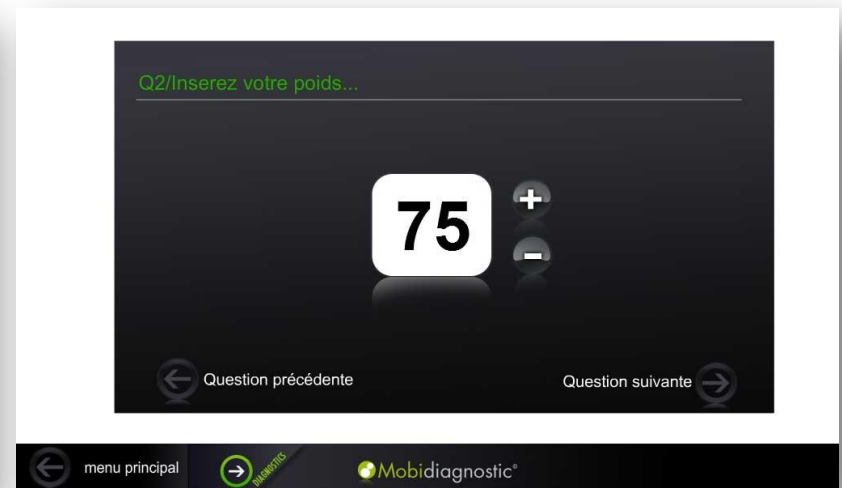 Q2/Inserez votre poids...
75
+
-
Question précédente
Question suivante
menu principal
DIAGNOSTICS
Mobidiagnostic®